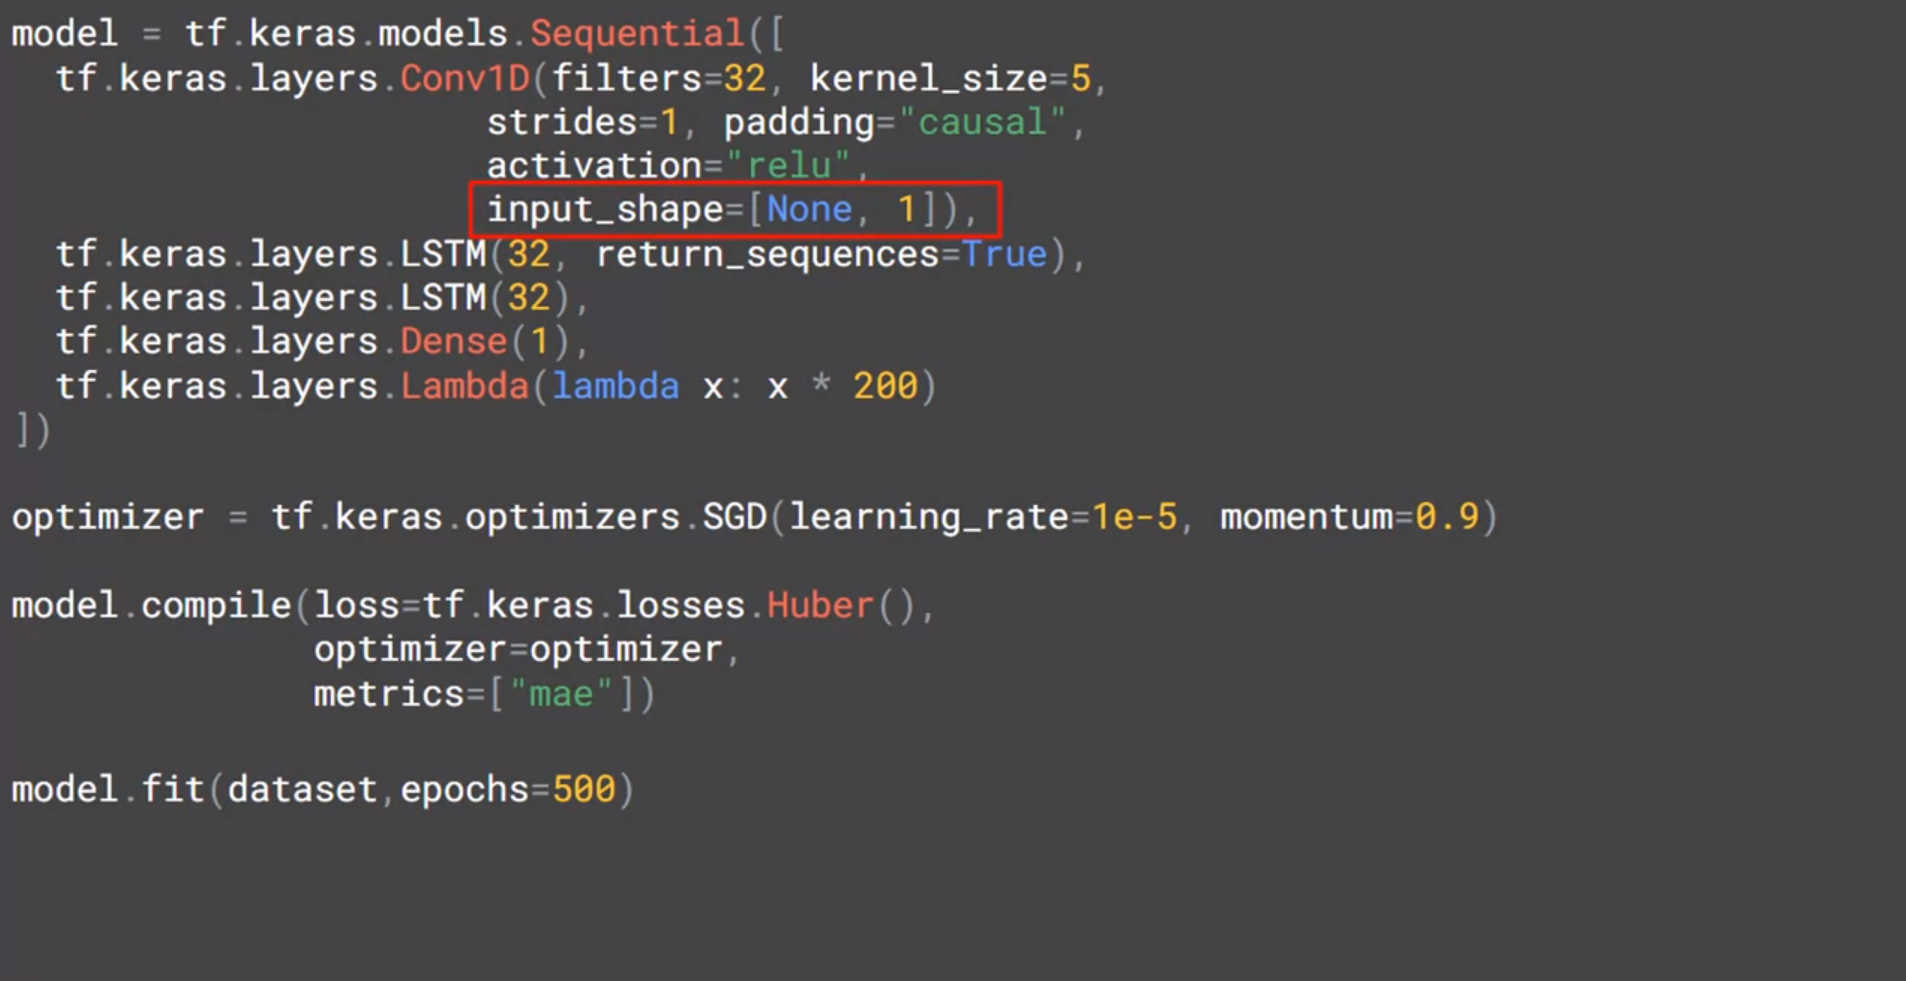 model = tf.keras.models.Sequential([
  tf.keras.layers.Conv1D(filters=32, kernel_size=5,
                      strides=1, padding="causal",
                      activation="relu",
                      input_shape=[None, 1]),
  tf.keras.layers.LSTM(32, return_sequences=True),
  tf.keras.layers.LSTM(32),
  tf.keras.layers.Dense(1),
  tf.keras.layers.Lambda(lambda x: x * 200)
])
optimizer = tf.keras.optimizers.SGD(learning_rate=1e-5, momentum=0.9)
model.compile(loss=tf.keras.losses.Huber(),
              optimizer=optimizer,
              metrics=["mae"])
model.fit(dataset,epochs=500)